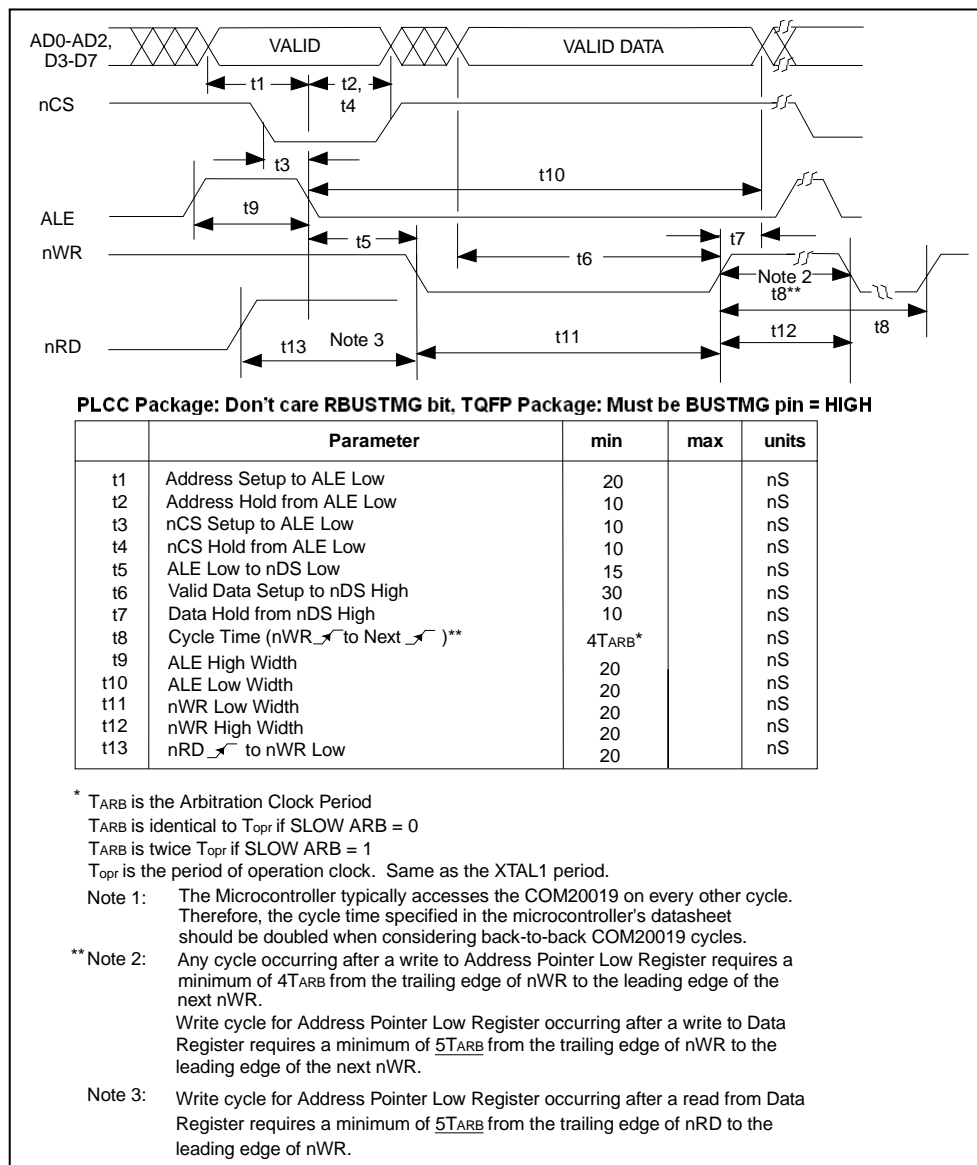 AD0-AD2,
D3-D7
VALID
VALID DATA
t1
t2,
t4
nCS
t3
t10
ALE
t9
nWR
t5
t6
t7
Note 2
t8**
t8
nRD
t13
Note 3
t11
t12
PLCC Package: Don't care RBUSTMG bit, TQFP Package: Must be BUSTMG pin = HIGH
Parameter min max units
t1 Address Setup to ALE Low 20 nS
t2 Address Hold from ALE Low 10 nS
t3 nCS Setup to ALE Low 10 nS
t4 nCS Hold from ALE Low 10 nS
t5 ALE Low to nDS Low 15 nS
t6 Valid Data Setup to nDS High 30 nS
t7 Data Hold from nDS High 10 nS
t8 Cycle Time (nWR to Next )** 4TARB* nS
t9 ALE High Width 20 nS
t10 ALE Low Width 20 nS
t11 nWR Low Width 20 nS
t12 nWR High Width 20 nS
t13 nRD to nWR Low 20 nS
* TARB is the Arbitration Clock Period
TARB is identical to Topr if SLOW ARB = 0
TARB is twice Topr if SLOW ARB = 1
Topr is the period of operation clock. Same as the XTAL1 period.
Note 1: The Microcontroller typically accesses the COM20019 on every other cycle.
Therefore, the cycle time specified in the microcontroller's datasheet
should be doubled when considering back-to-back COM20019 cycles.
**Note 2: Any cycle occurring after a write to Address Pointer Low Register requires a
minimum of 4TARB from the trailing edge of nWR to the leading edge of the
next nWR.
Write cycle for Address Pointer Low Register occurring after a write to Data
Register requires a minimum of 5TARB from the trailing edge of nWR to the
leading edge of the next nWR.
Note 3: Write cycle for Address Pointer Low Register occurring after a read from Data
Register requires a minimum of 5TARB from the trailing edge of nRD to the
leading edge of nWR.